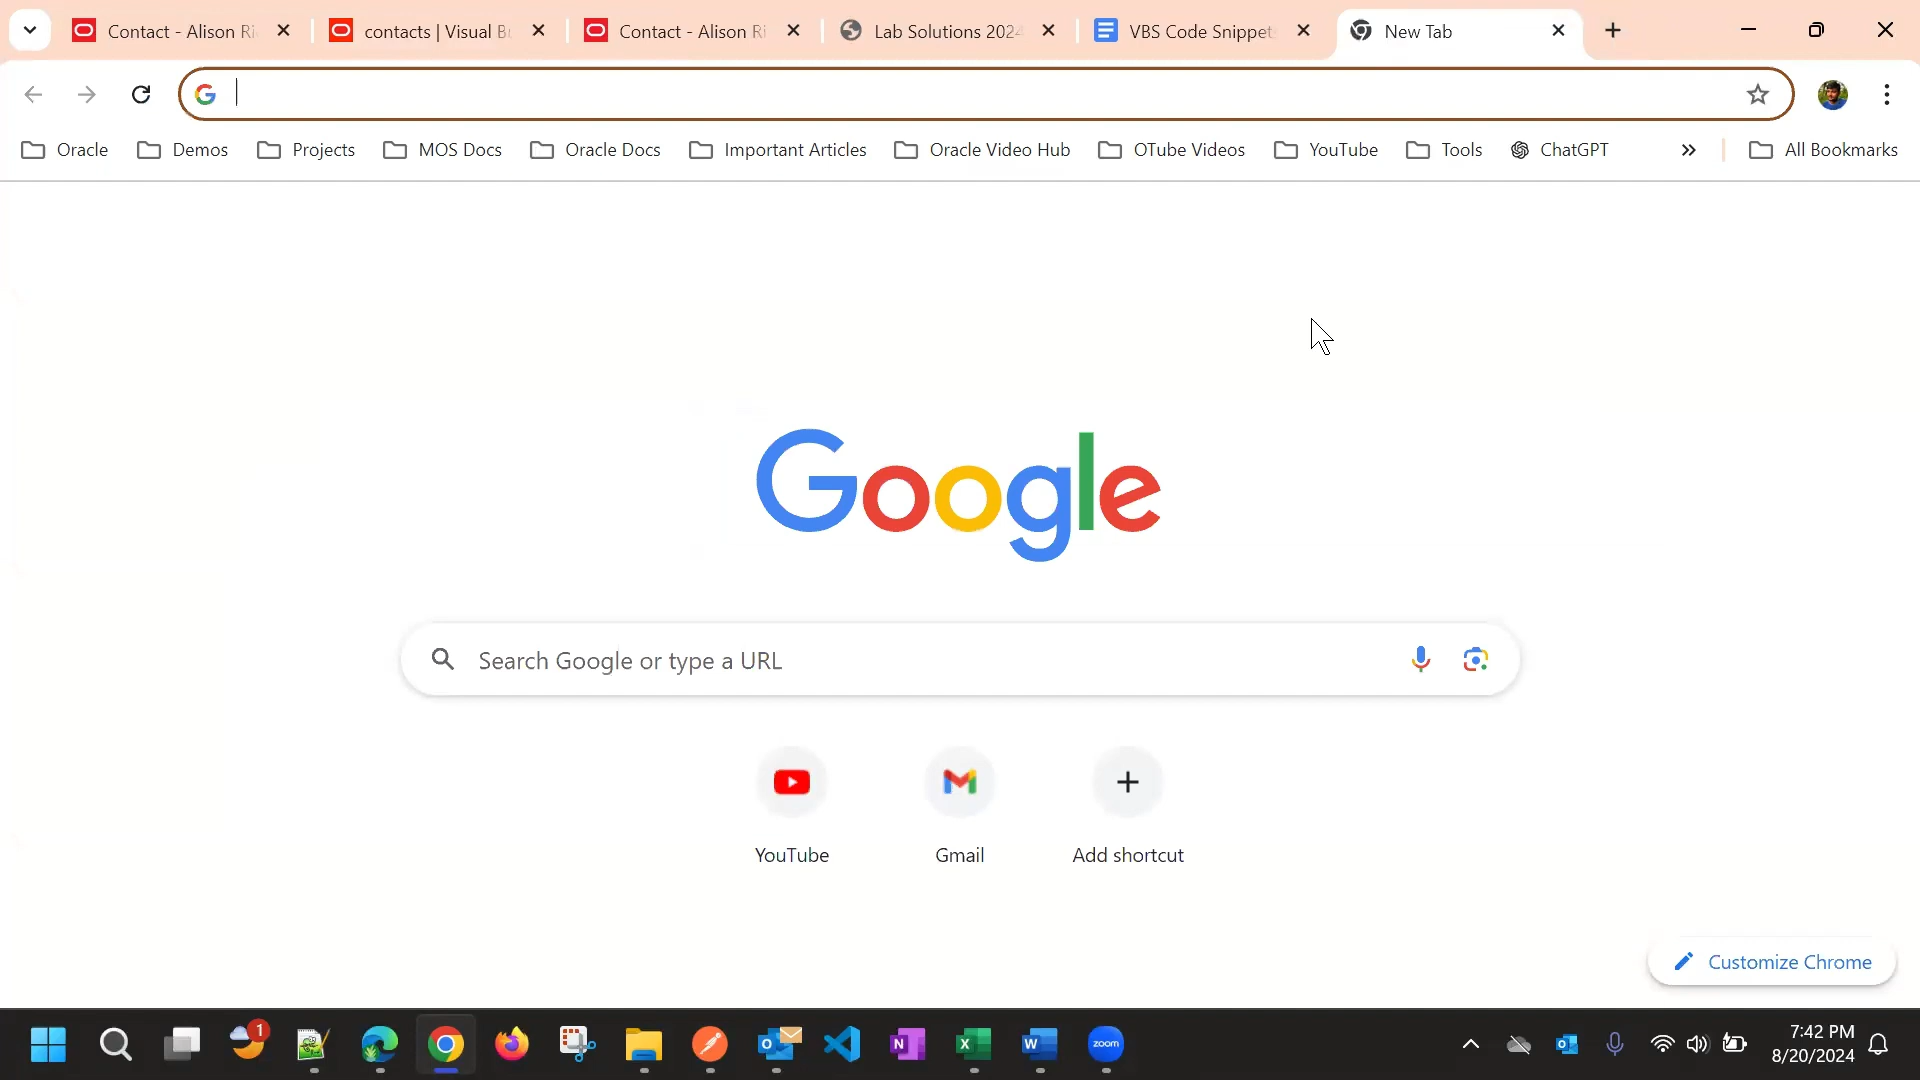 Contact - Alison Ri
contacts | Visual Bu
Contact - Alison Ri
Lab Solutions 2024
VBS Code Snippet
New Tab
Oracle
Demos
Projects
MOS Docs
Oracle Docs
Important Articles
Oracle Video Hub
OTube Videos
YouTube
Tools
ChatGPT
All Bookmarks
Google
Search Google or type a URL
YouTube
Gmail
Add shortcut
Customize Chrome
1
zoom
7:42 PM
8/20/2024